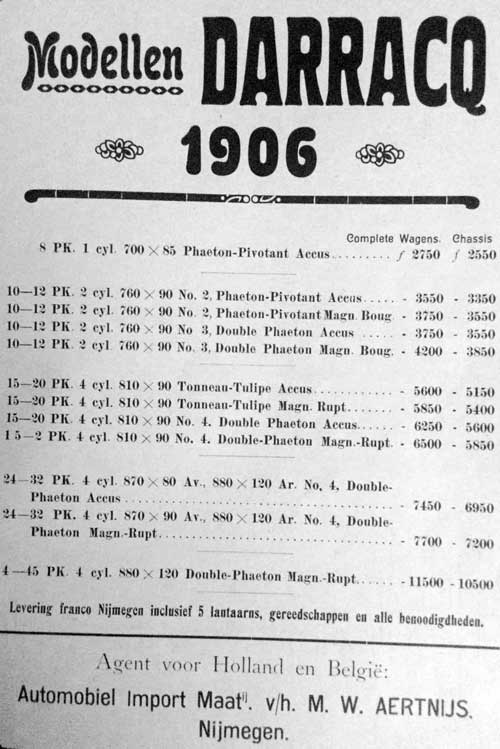 Modellen DARRACQ
1906
Complete Wagens. Chassis
8 PK. 1 cyl. 700 × 85 Phaeton-Pivotant Accus......... f 2750 f 2550
10—12 PK. 2 cyl. 760 × 90 No. 2, Phaeton-Pivotant Accus..... - 3550 - 3350
10—12 PK. 2 cyl. 760 × 90 No. 2, Phaeton-Pivotant Magn. Boug. - 3750 - 3550
10—12 PK. 2 cyl. 760 × 90 No 3, Double Phaeton Accus ..... - 3750 - 3550
10—12 PK. 2 cyl. 760 × 90 No. 3, Double Phaeton Magn. Boug. - 4200 - 3850
15—20 PK. 4 cyl. 810 × 90 Tonneau-Tulipe Accus............ - 5600 - 5150
15—20 PK. 4 cyl. 810 × 90 Tonneau-Tulipe Magn. Rupt....... - 5850 - 5400
15—20 PK. 4 cyl. 810 × 90 No. 4. Double Phaeton Accus...... - 6250 - 5600
1 5—2 PK. 4 cyl. 810 × 90 No. 4. Double-Phaeton Magn.-Rupt. - 6500 - 5850
24—32 PK. 4 cyl. 870 × 80 Av., 880 × 120 Ar. No. 4, Double-
Phaeton Accus .............................. - 7450 - 6950
24—32 PK. 4 cyl. 870 × 90 Av., 880 × 120 Ar. No. 4, Double-
Phaeton Magn.-Rupt......................... - 7700 - 7200
4—45 PK. 4 cyl. 880 × 120 Double-Phaeton Magn.-Rupt...... - 11500 - 10500
Levering franco Nijmegen inclusief 5 lantaarns, gereedschappen en alle benoodigdheden.
Agent voor Holland en België:
Automobiel Import Maatij. v/h. M. W. AERTNIJS.
Nijmegen.